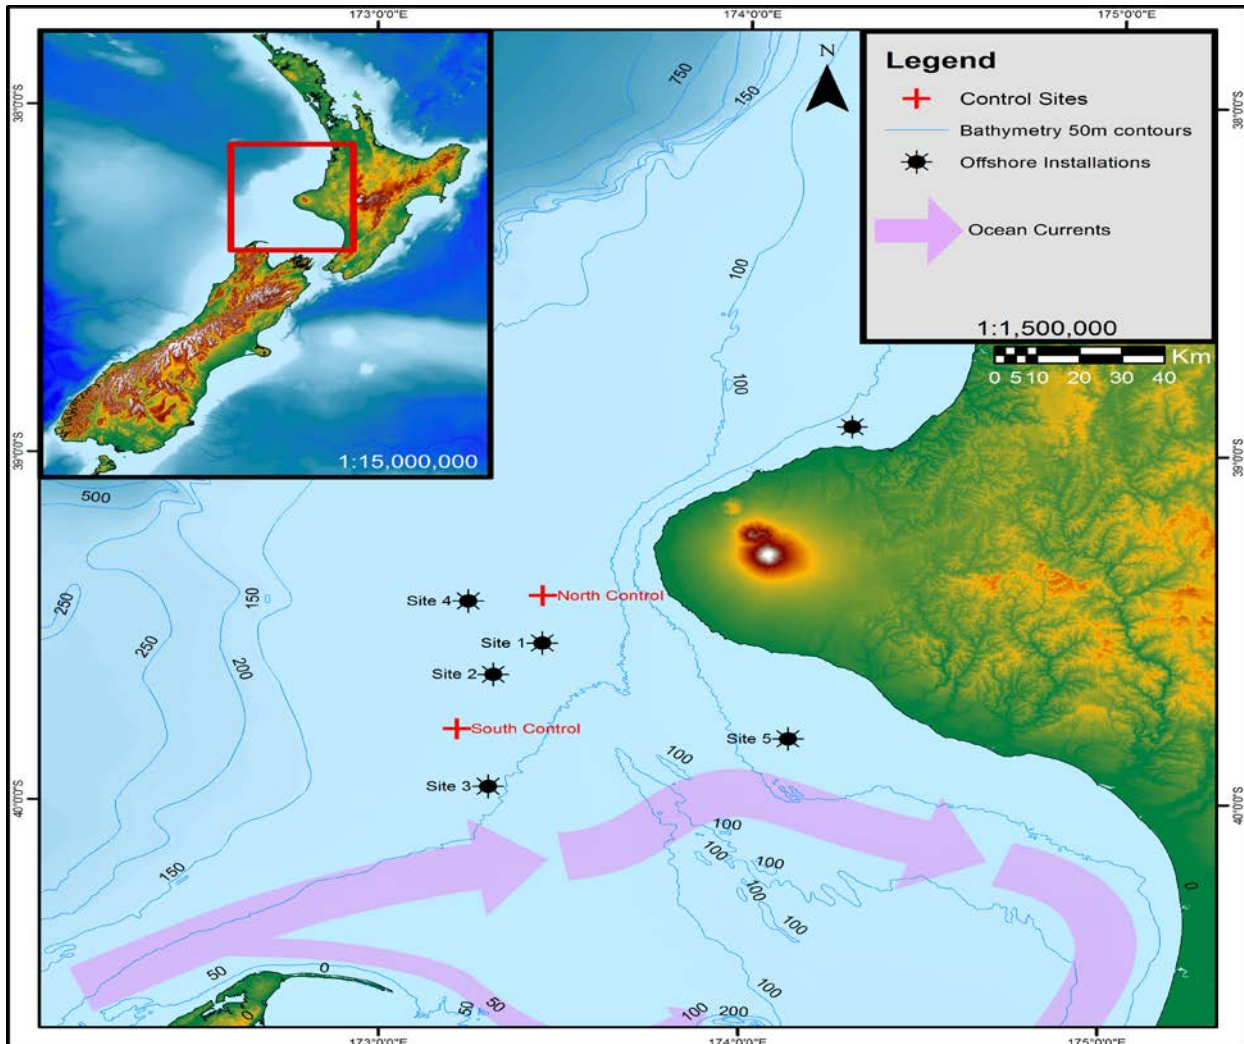 173°0'0"E
174°0'0"E
175°0'0"E
38°0'0"S
38°0'0"S
39°0'0"S
39°0'0"S
40°0'0"S
40°0'0"S
N
Legend
Control Sites
Bathymetry 50m contours
Offshore Installations
Ocean Currents
1:1,500,000
Km
0 5 10 20 30 40
1:15,000,000
750
150
100
100
500
250
250
200
150
150
Site 4
North Control
Site 1
Site 2
South Control
Site 3
Site 5
100
100
100
100
100
100
100
100
100
200
50
0
0
50
50
0
173°0'0"E
174°0'0"E
175°0'0"E